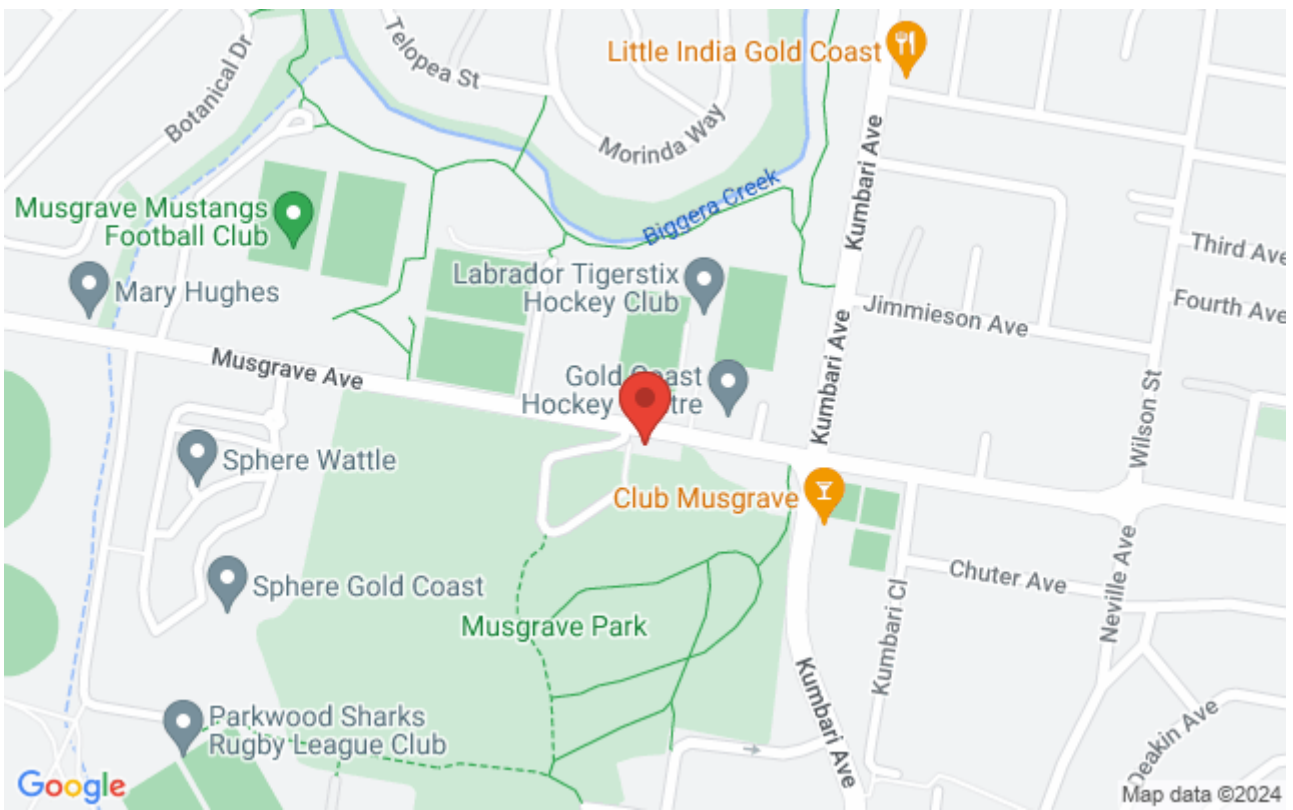 Little India Gold Coast
Telopea St
Botanical Dr
Morinda Way
Kumbari Ave
Biggera Creek
Musgrave Mustangs
Football Club
Third Ave
Labrador Tigerstix
Hockey Club
Mary Hughes
Fourth Ave
Jimmieson Ave
Kumbari Ave
Musgrave Ave
Gold Coast
Hockey
tre
Wilson St
Sphere Wattle
Club Musgrave
Chuter Ave
Sphere Gold Coast
Neville Ave
Musgrave Park
Kumbari Cl
Kumbari Ave
Parkwood Sharks
Rugby League Club
Deakin Ave
Google
Map data ©2024